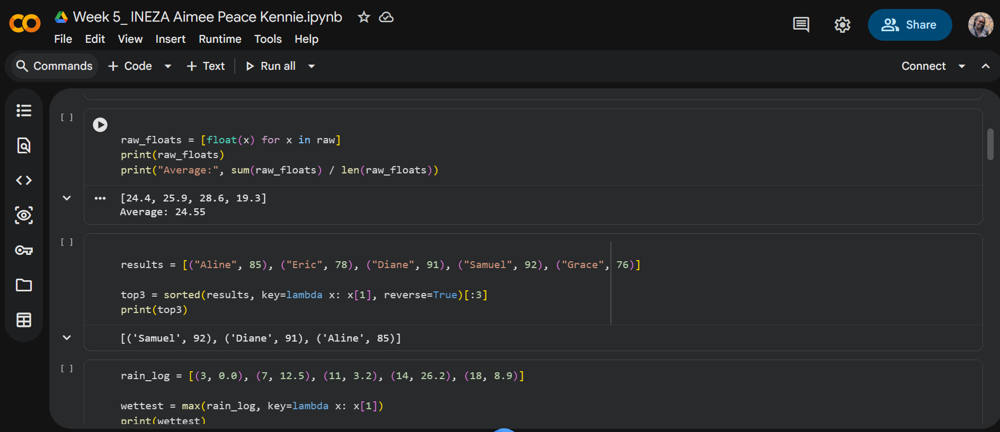 Week 5_ INEZA Aimee Peace Kennie.ipynb
File Edit View Insert Runtime Tools Help
Share
Commands + Code + Text Run all
Connect
[ ]
raw_floats = [float(x) for x in raw]
print(raw_floats)
print("Average:", sum(raw_floats) / len(raw_floats))
[24.4, 25.9, 28.6, 19.3]
Average: 24.55
[ ]
results = [("Aline", 85), ("Eric", 78), ("Diane", 91), ("Samuel", 92), ("Grace", 76)]
top3 = sorted(results, key=lambda x: x[1], reverse=True)[:3]
print(top3)
[('Samuel', 92), ('Diane', 91), ('Aline', 85)]
[ ]
rain_log = [(3, 0.0), (7, 12.5), (11, 3.2), (14, 26.2), (18, 8.9)]
wettest = max(rain_log, key=lambda x: x[1])
print(wettest)